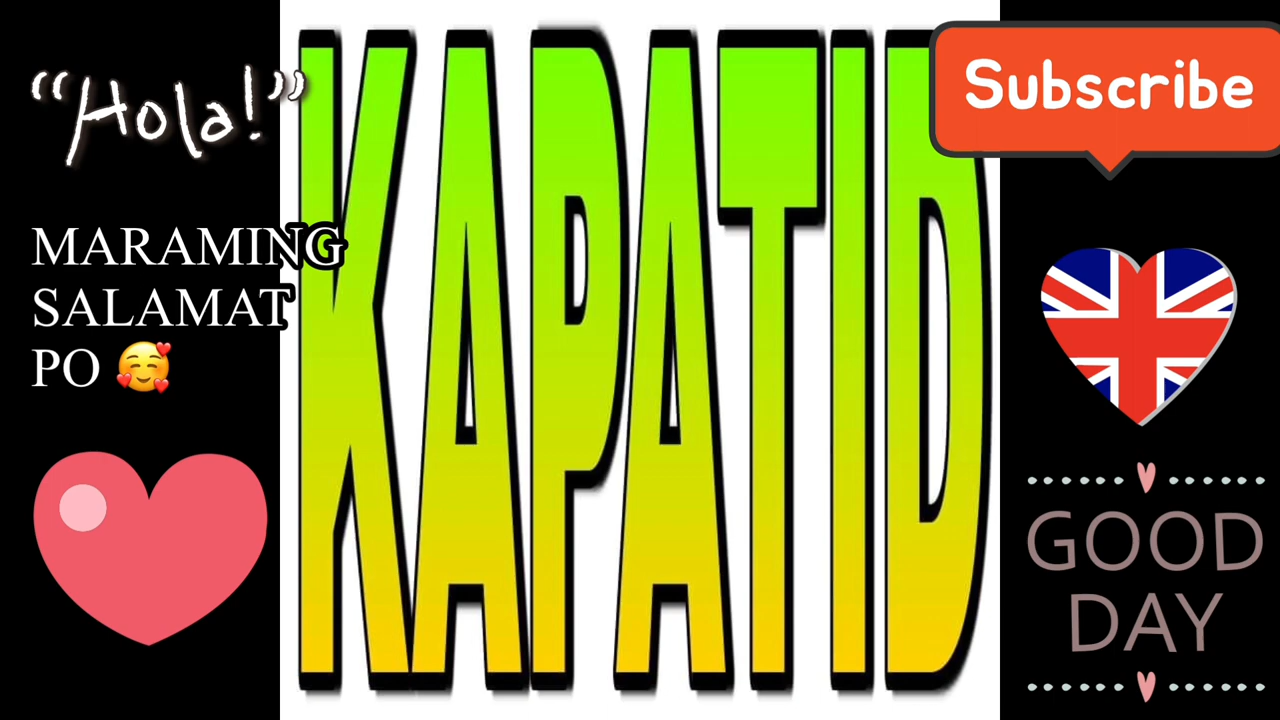 “Hola!”
MARAMING
SALAMAT
PO 🥰
KAPATID
Subscribe
GOOD
DAY